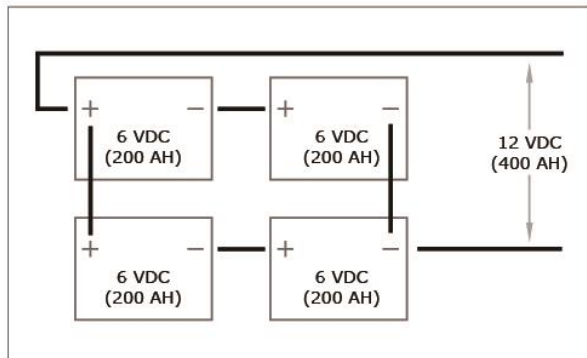 + − + −
6 VDC
(200 AH)
6 VDC
(200 AH)
12 VDC
(400 AH)
+ − + −
6 VDC
(200 AH)
6 VDC
(200 AH)